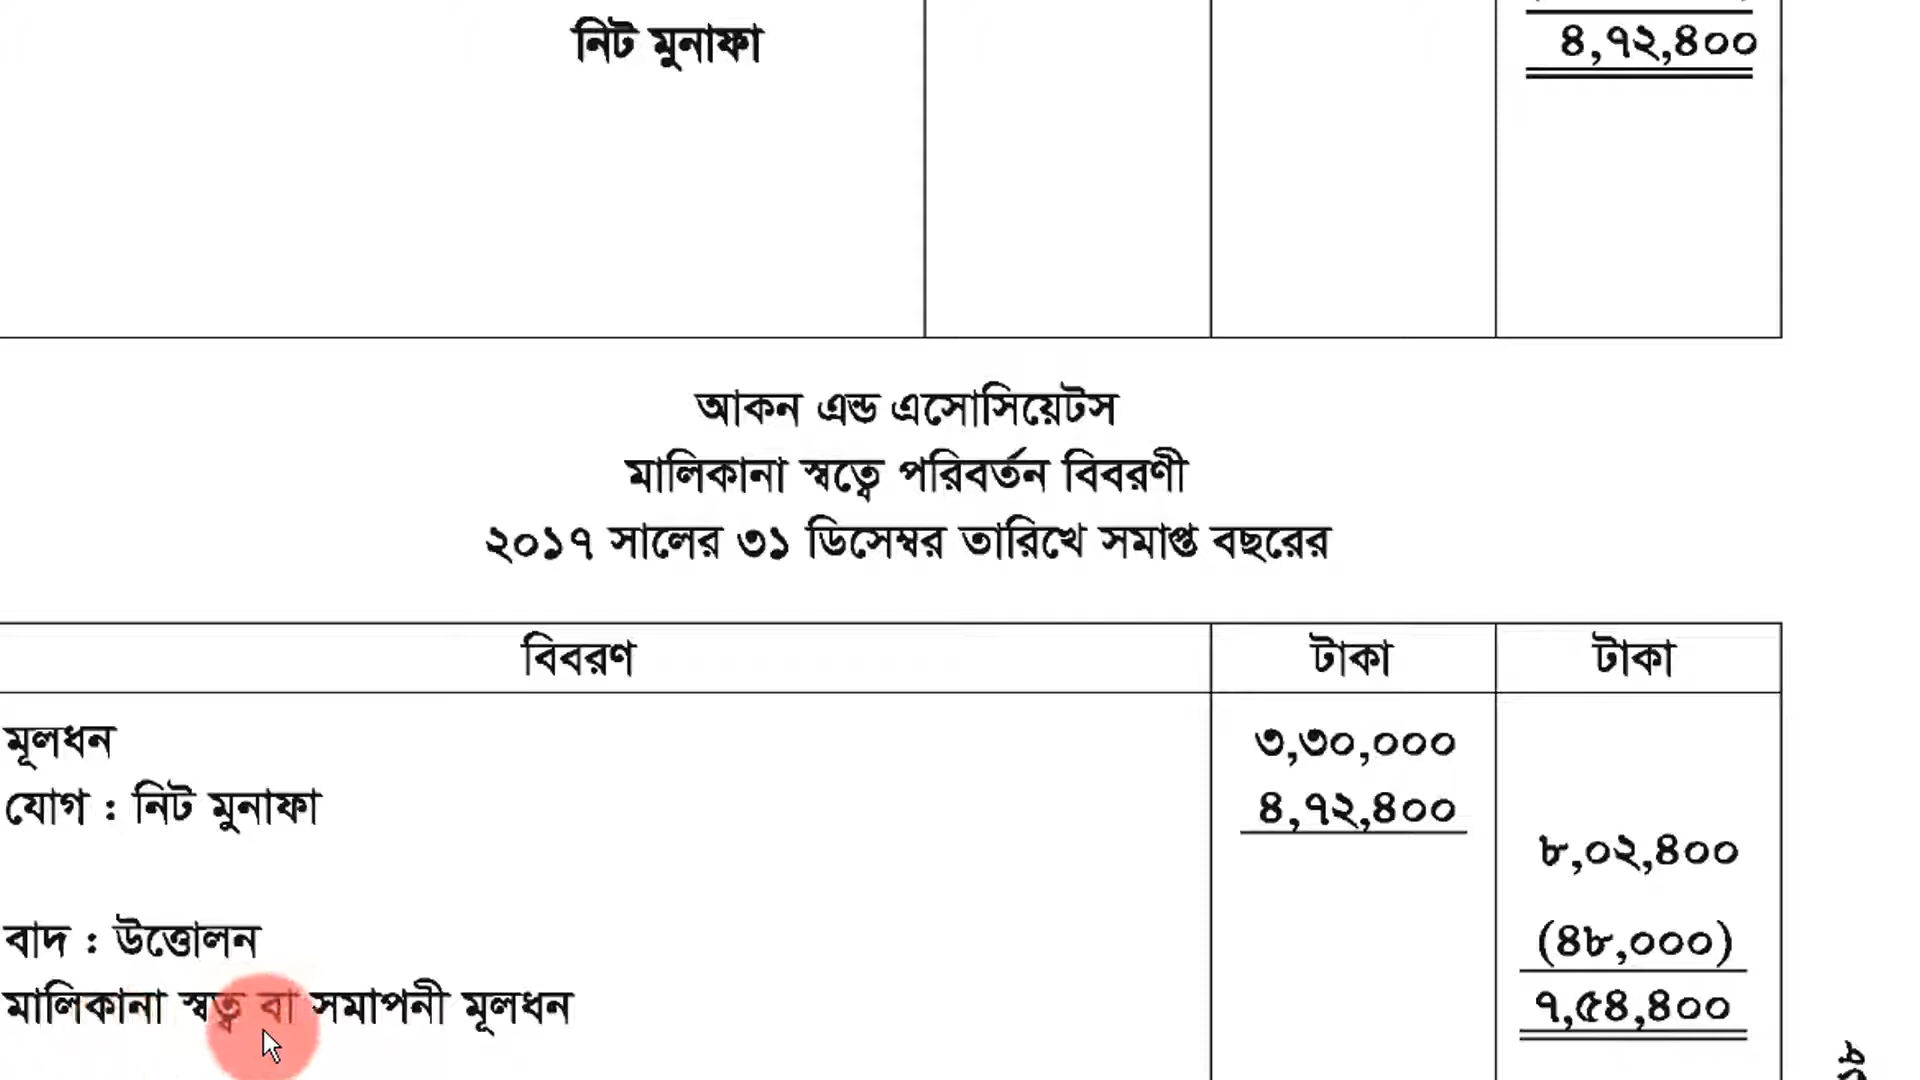 নিট মুনাফা ৪,৭২,৪০০
আকন এন্ড এসোসিয়েটস
মালিকানা স্বত্বে পরিবর্তন বিবরণী
২০১৭ সালের ৩১ ডিসেম্বর তারিখে সমাপ্ত বছরের
বিবরণ টাকা টাকা
মূলধন ৩,৩০,০০০
যোগ : নিট মুনাফা ৪,৭২,৪০০
৮,০২,৪০০
বাদ : উত্তোলন (৪৮,০০০)
মালিকানা স্বত্ব বা সমাপনী মূলধন ৭,৫৪,৪০০